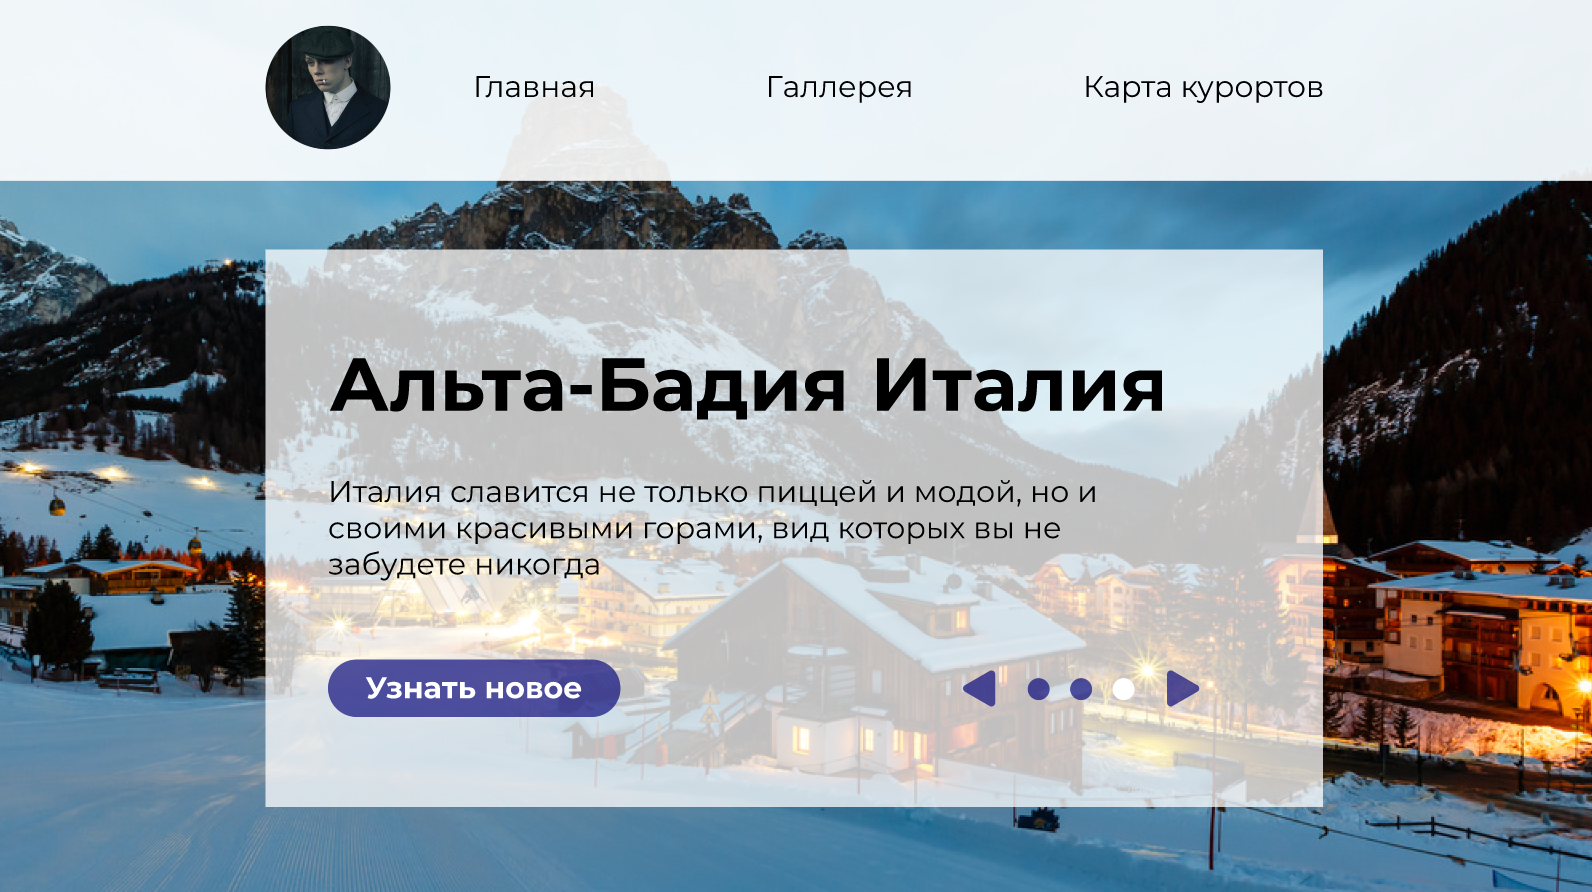 Главная
Галлерея
Карта курортов
Альта-Бадия Италия
Италия славится не только пиццей и модой, но и
своими красивыми горами, вид которых вы не
забудете никогда
Узнать новое